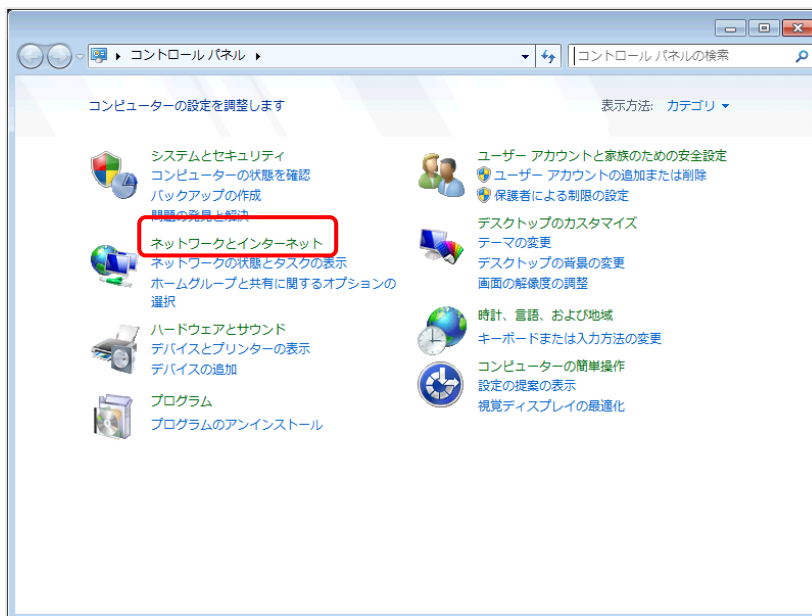 コントロール パネル
コントロール パネルの検索
コンピューターの設定を調整します
表示方法: カテゴリ
システムとセキュリティ
コンピューターの状態を確認
バックアップの作成
問題の発見と解決
ネットワークとインターネット
ネットワークの状態とタスクの表示
ホームグループと共有に関するオプションの
選択
ハードウェアとサウンド
デバイスとプリンターの表示
デバイスの追加
プログラム
プログラムのアンインストール
ユーザー アカウントと家族のための安全設定
ユーザー アカウントの追加または削除
保護者による制限の設定
デスクトップのカスタマイズ
テーマの変更
デスクトップの背景の変更
画面の解像度の調整
時計、言語、および地域
キーボードまたは入力方法の変更
コンピューターの簡単操作
設定の提案の表示
視覚ディスプレイの最適化